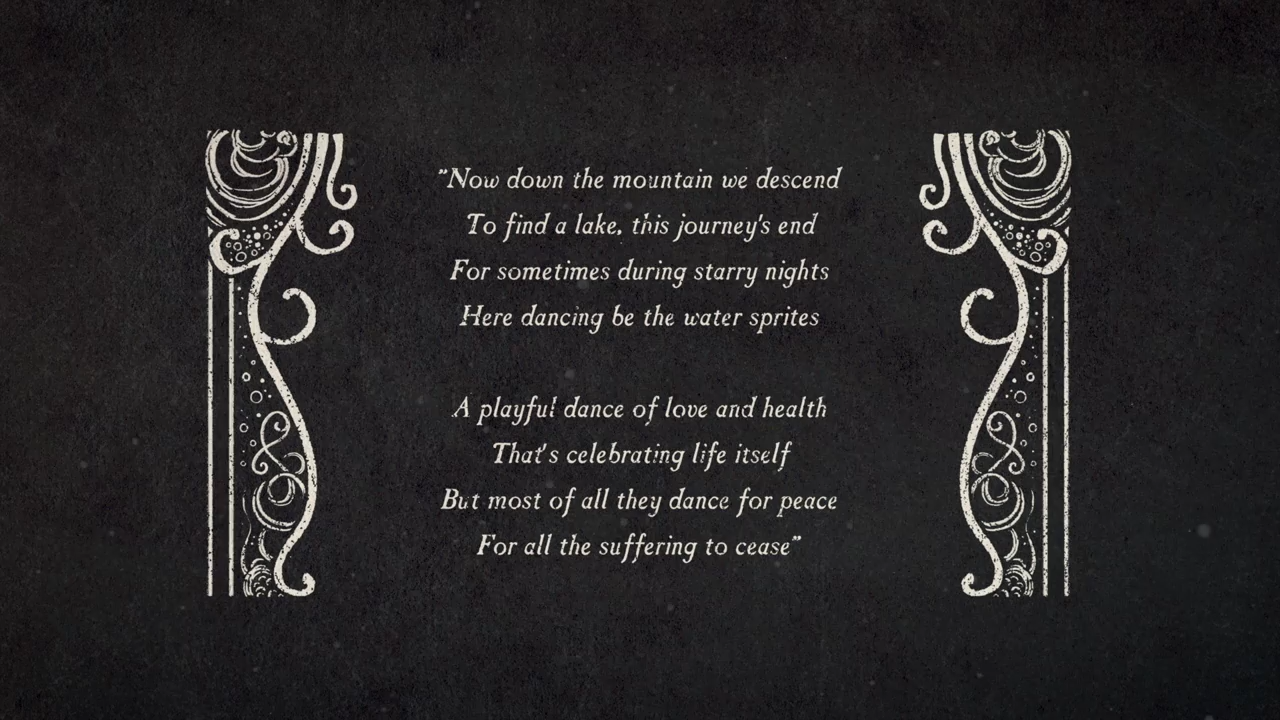 "Now down the mountain we descend
To find a lake, this journey's end
For sometimes during starry nights
Here dancing be the water sprites
A playful dance of love and health
That's celebrating life itself
But most of all they dance for peace
For all the suffering to cease"